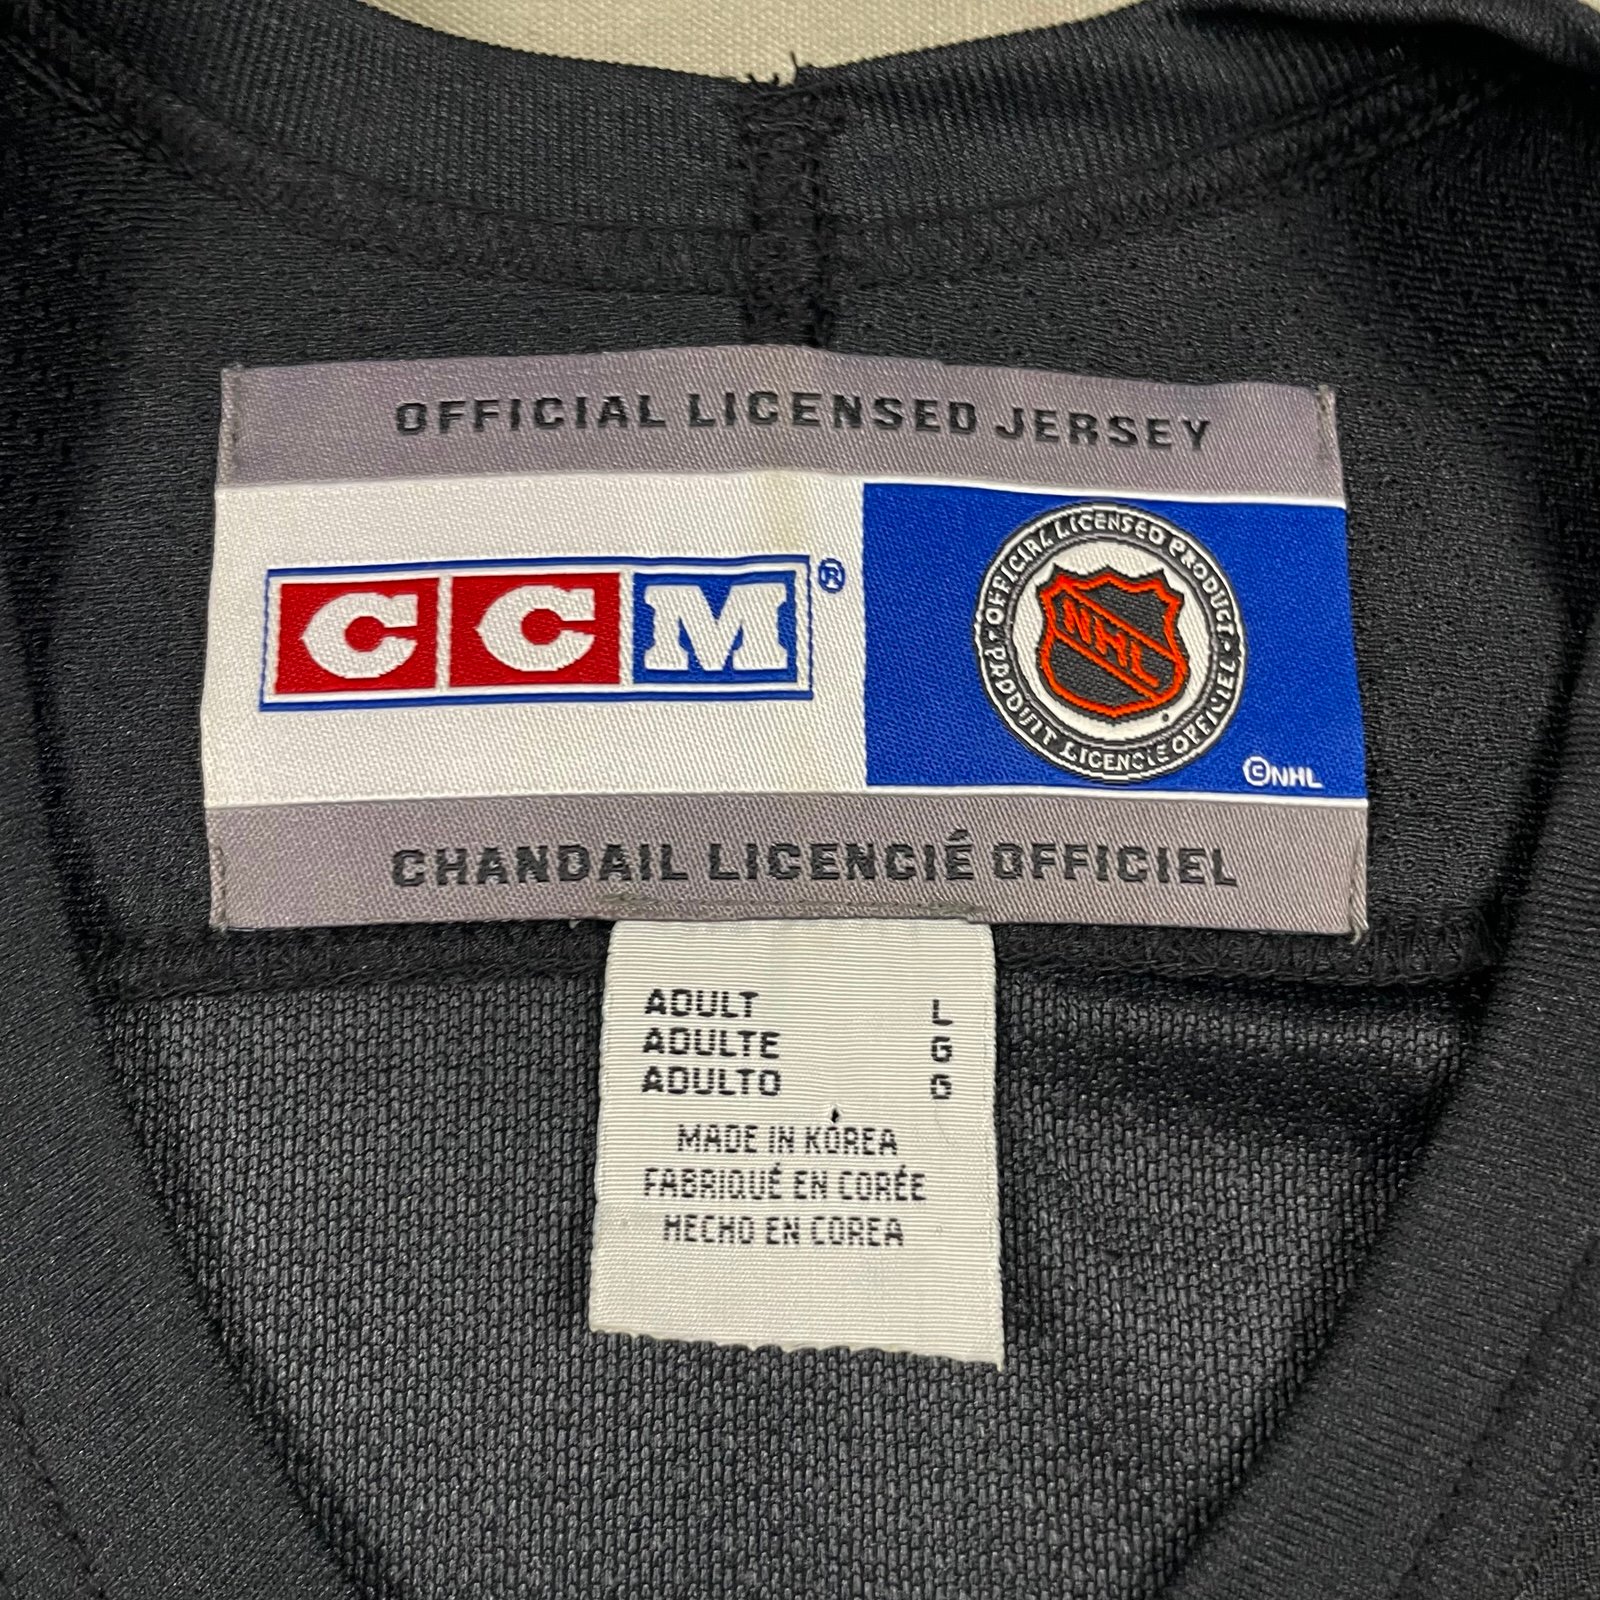 OFFICIAL LICENSED JERSEY
CCM®
OFFICIAL LICENSED PRODUCT
NHL
PRODUIT LICENCIE OFFICIEL
©NHL
CHANDAIL LICENCIÉ OFFICIEL
ADULT L
ADULTE G
ADULTO G
MADE IN KOREA
FABRIQUÉ EN CORÉE
HECHO EN COREA